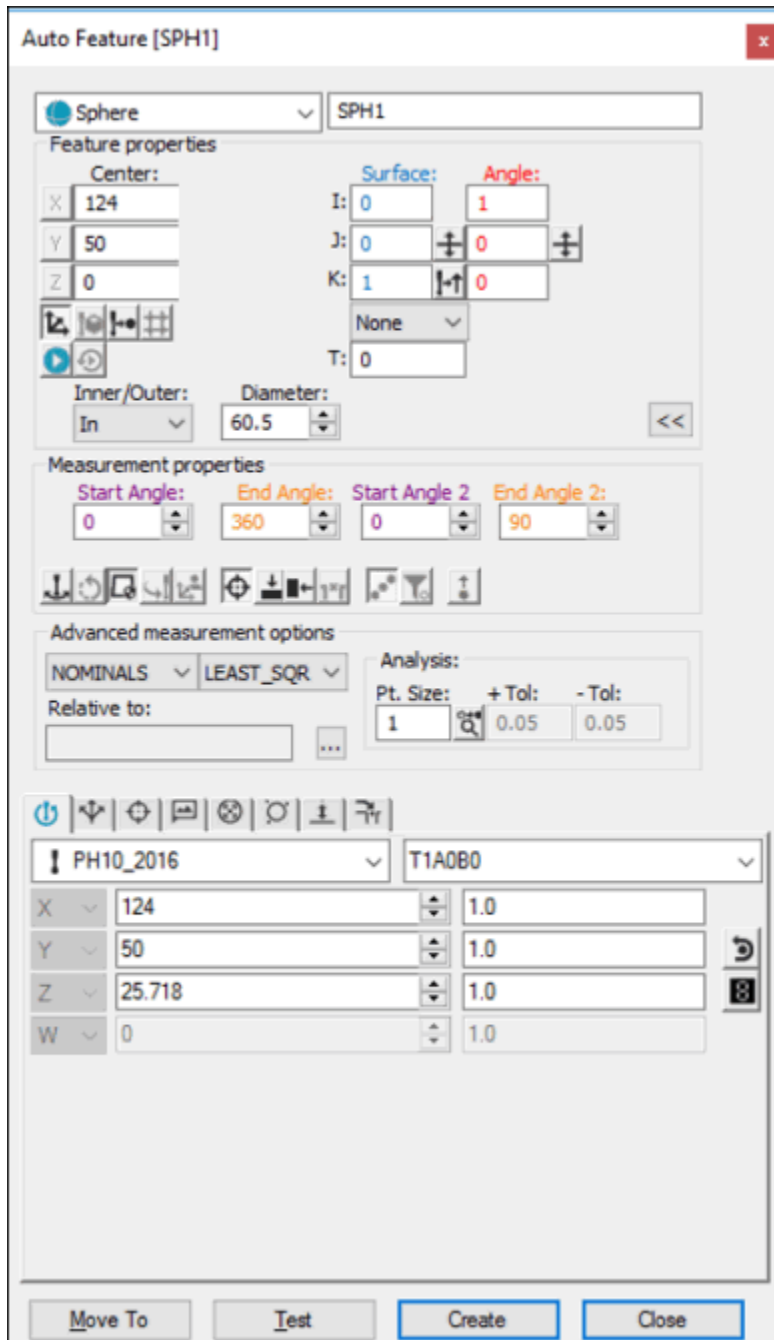 Auto Feature [SPH1]
x
Sphere SPH1
Feature properties
Center: Surface: Angle:
X 124 I: 0 1
Y 50 J: 0 0
Z 0 K: 1 0
None
T: 0
Inner/Outer: Diameter:
In 60.5 <<
Measurement properties
Start Angle: End Angle: Start Angle 2 End Angle 2:
0 360 0 90
Advanced measurement options
NOMINALS LEAST_SQR Analysis:
Pt. Size: + Tol: - Tol:
Relative to: 1 0.05 0.05
...
PH10_2016 T1A0B0
X 124 1.0
Y 50 1.0
Z 25.718 1.0
W 0 1.0
Move To Test Create Close